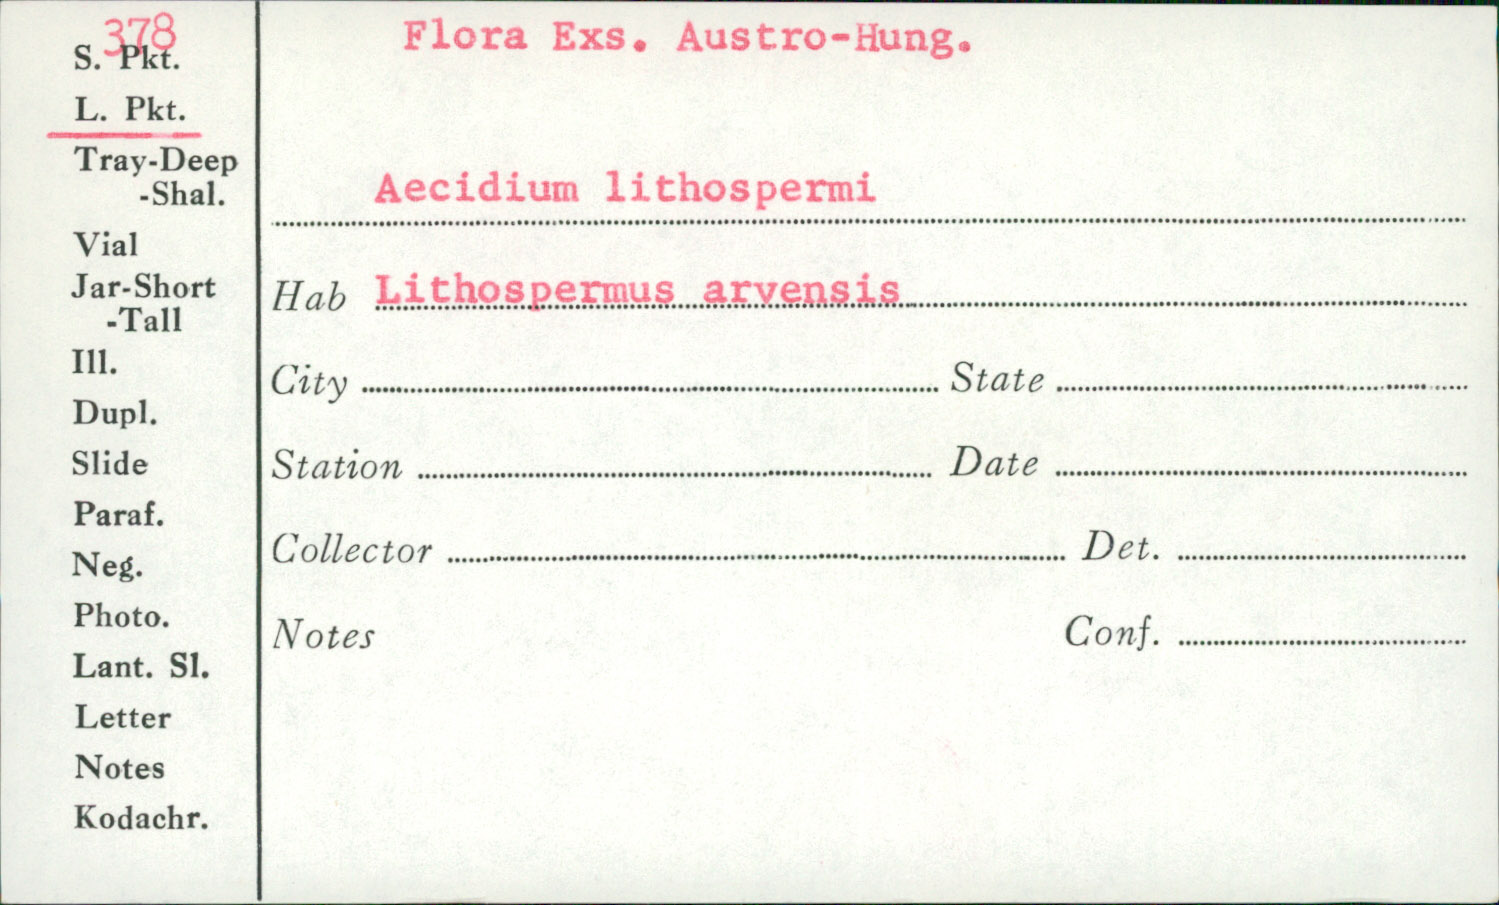 378
S. Pkt.
L. Pkt.
Tray-Deep
-Shal.
Vial
Jar-Short
-Tall
Ill.
Dupl.
Slide
Paraf.
Neg.
Photo.
Lant. Sl.
Letter
Notes
Kodachr.
Flora Exs. Austro-Hung.
Aecidium lithospermi
Hab Lithospermus arvensis
City State
Station Date
Collector Det.
Notes Conf.